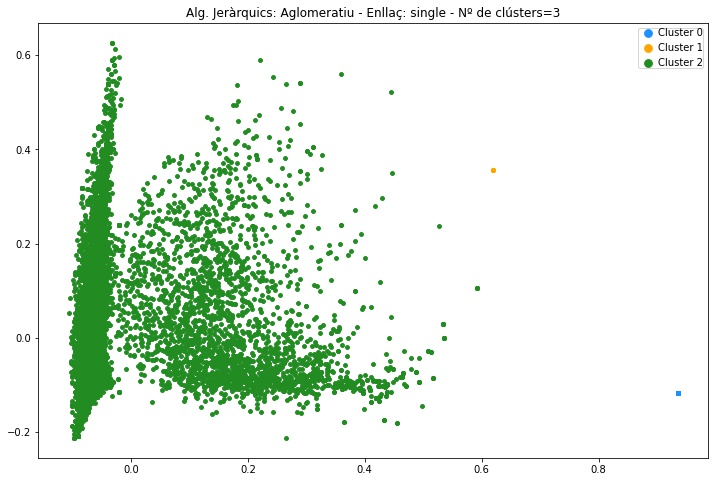 Alg. Jeràrquics: Aglomeratiu - Enllaç: single - Nº de clústers=3
Cluster 0
Cluster 1
Cluster 2
0.6
0.4
0.2
0.0
−0.2
0.0 0.2 0.4 0.6 0.8